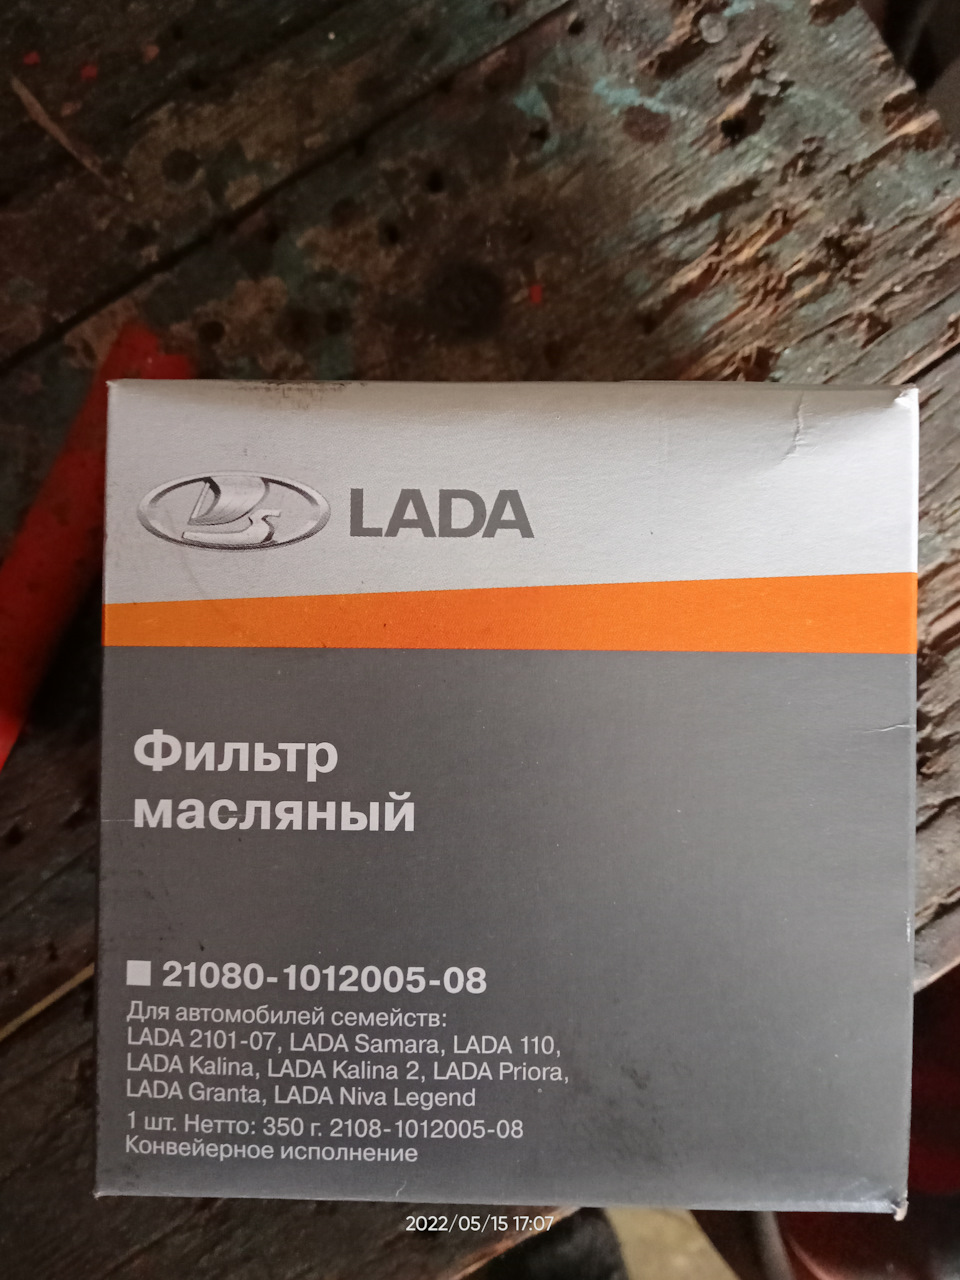 LADA
Фильтр
масляный
21080-1012005-08
Для автомобилей семейств:
LADA 2101-07, LADA Samara, LADA 110,
LADA Kalina, LADA Kalina 2, LADA Priora,
LADA Granta, LADA Niva Legend
1 шт. Нетто: 350 г. 2108-1012005-08
Конвейерное исполнение
2022/05/15 17:07